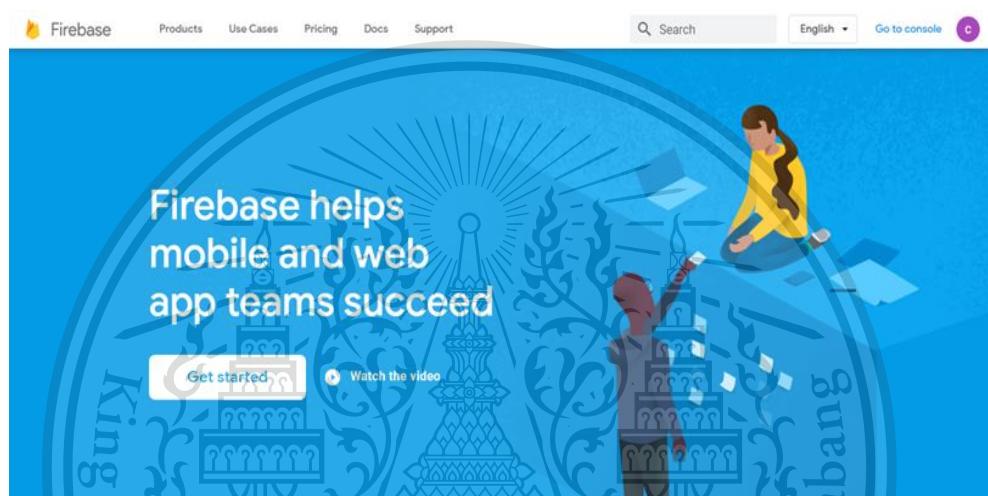 Firebase Products Use Cases Pricing Docs Support Search English Go to console C
Firebase helps
mobile and web
app teams succeed
Get started Watch the video
King
bang